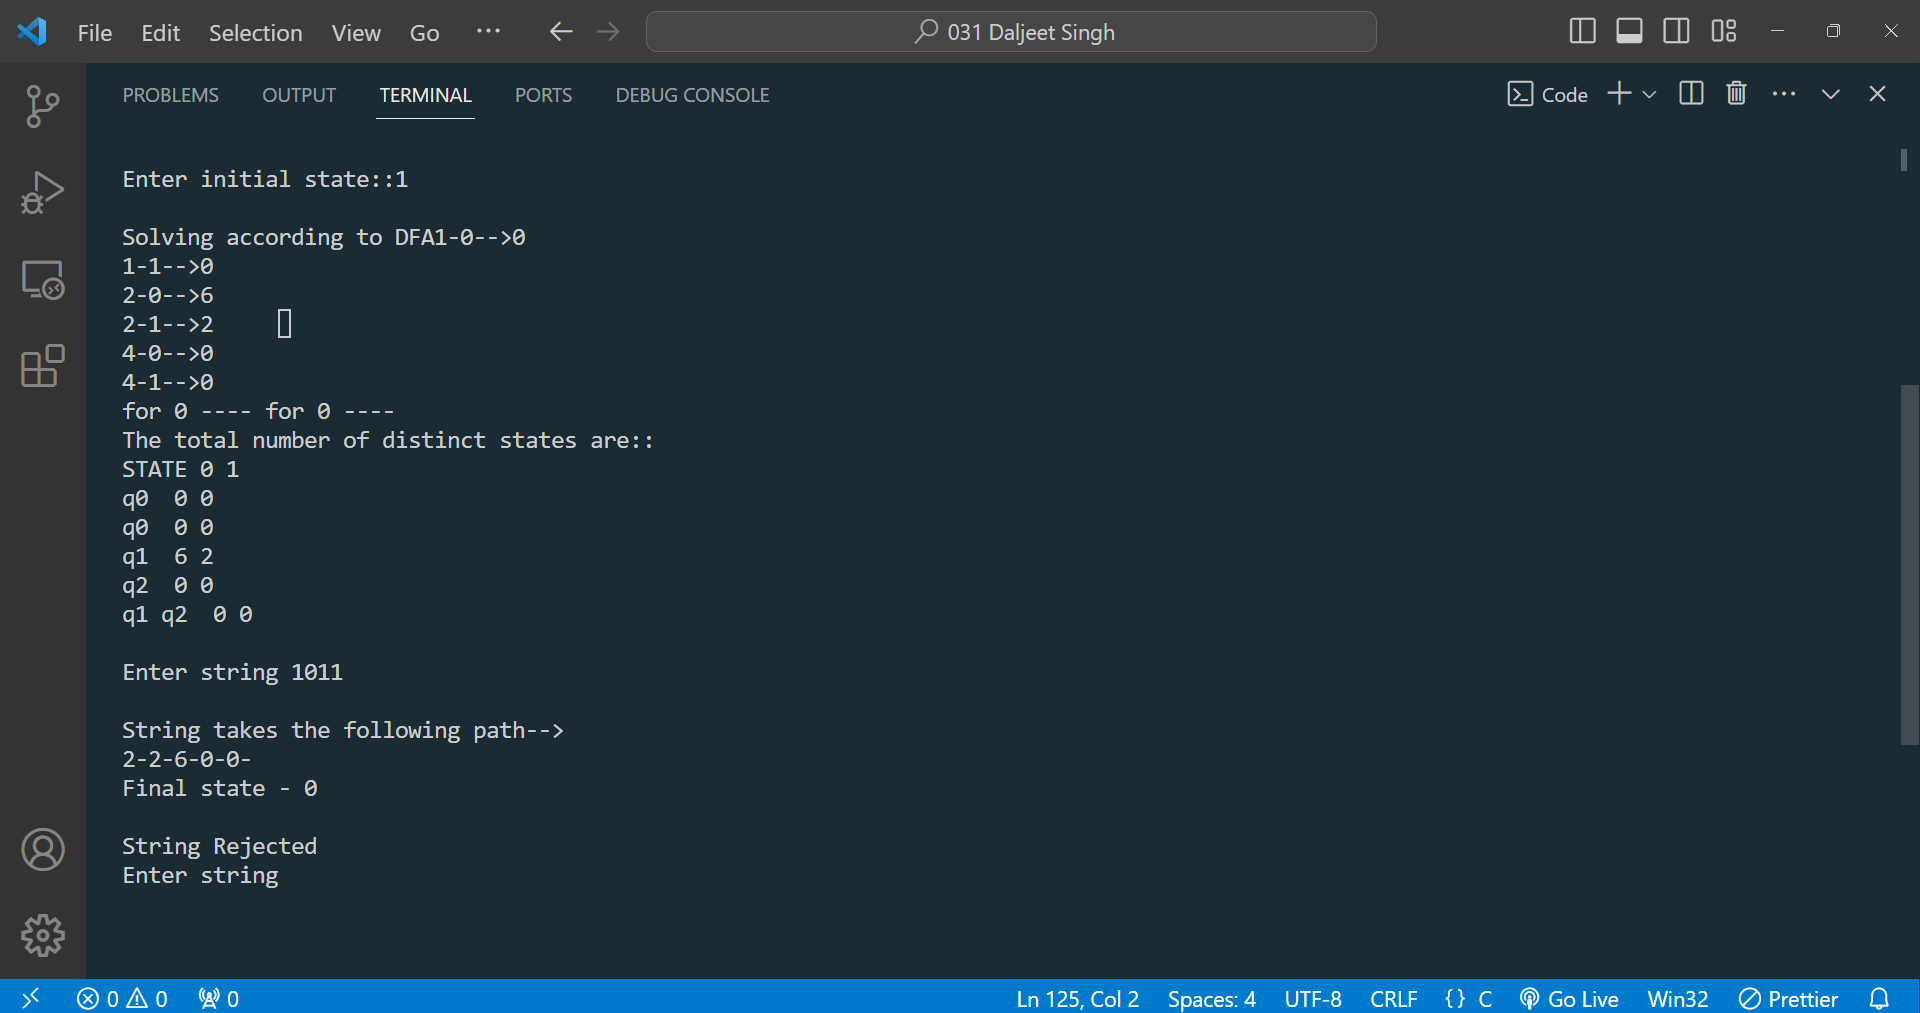 File Edit Selection View Go ··· 031 Daljeet Singh
PROBLEMS OUTPUT TERMINAL PORTS DEBUG CONSOLE Code
Enter initial state::1
Solving according to DFA1-0-->0
1-1-->0
2-0-->6
2-1-->2
4-0-->0
4-1-->0
for 0 ---- for 0 ----
The total number of distinct states are::
STATE 0 1
q0  0 0
q0  0 0
q1  6 2
q2  0 0
q1 q2  0 0
Enter string 1011
String takes the following path-->
2-2-6-0-0-
Final state - 0
String Rejected
Enter string
0 0 0 Ln 125, Col 2 Spaces: 4 UTF-8 CRLF {} C Go Live Win32 Prettier